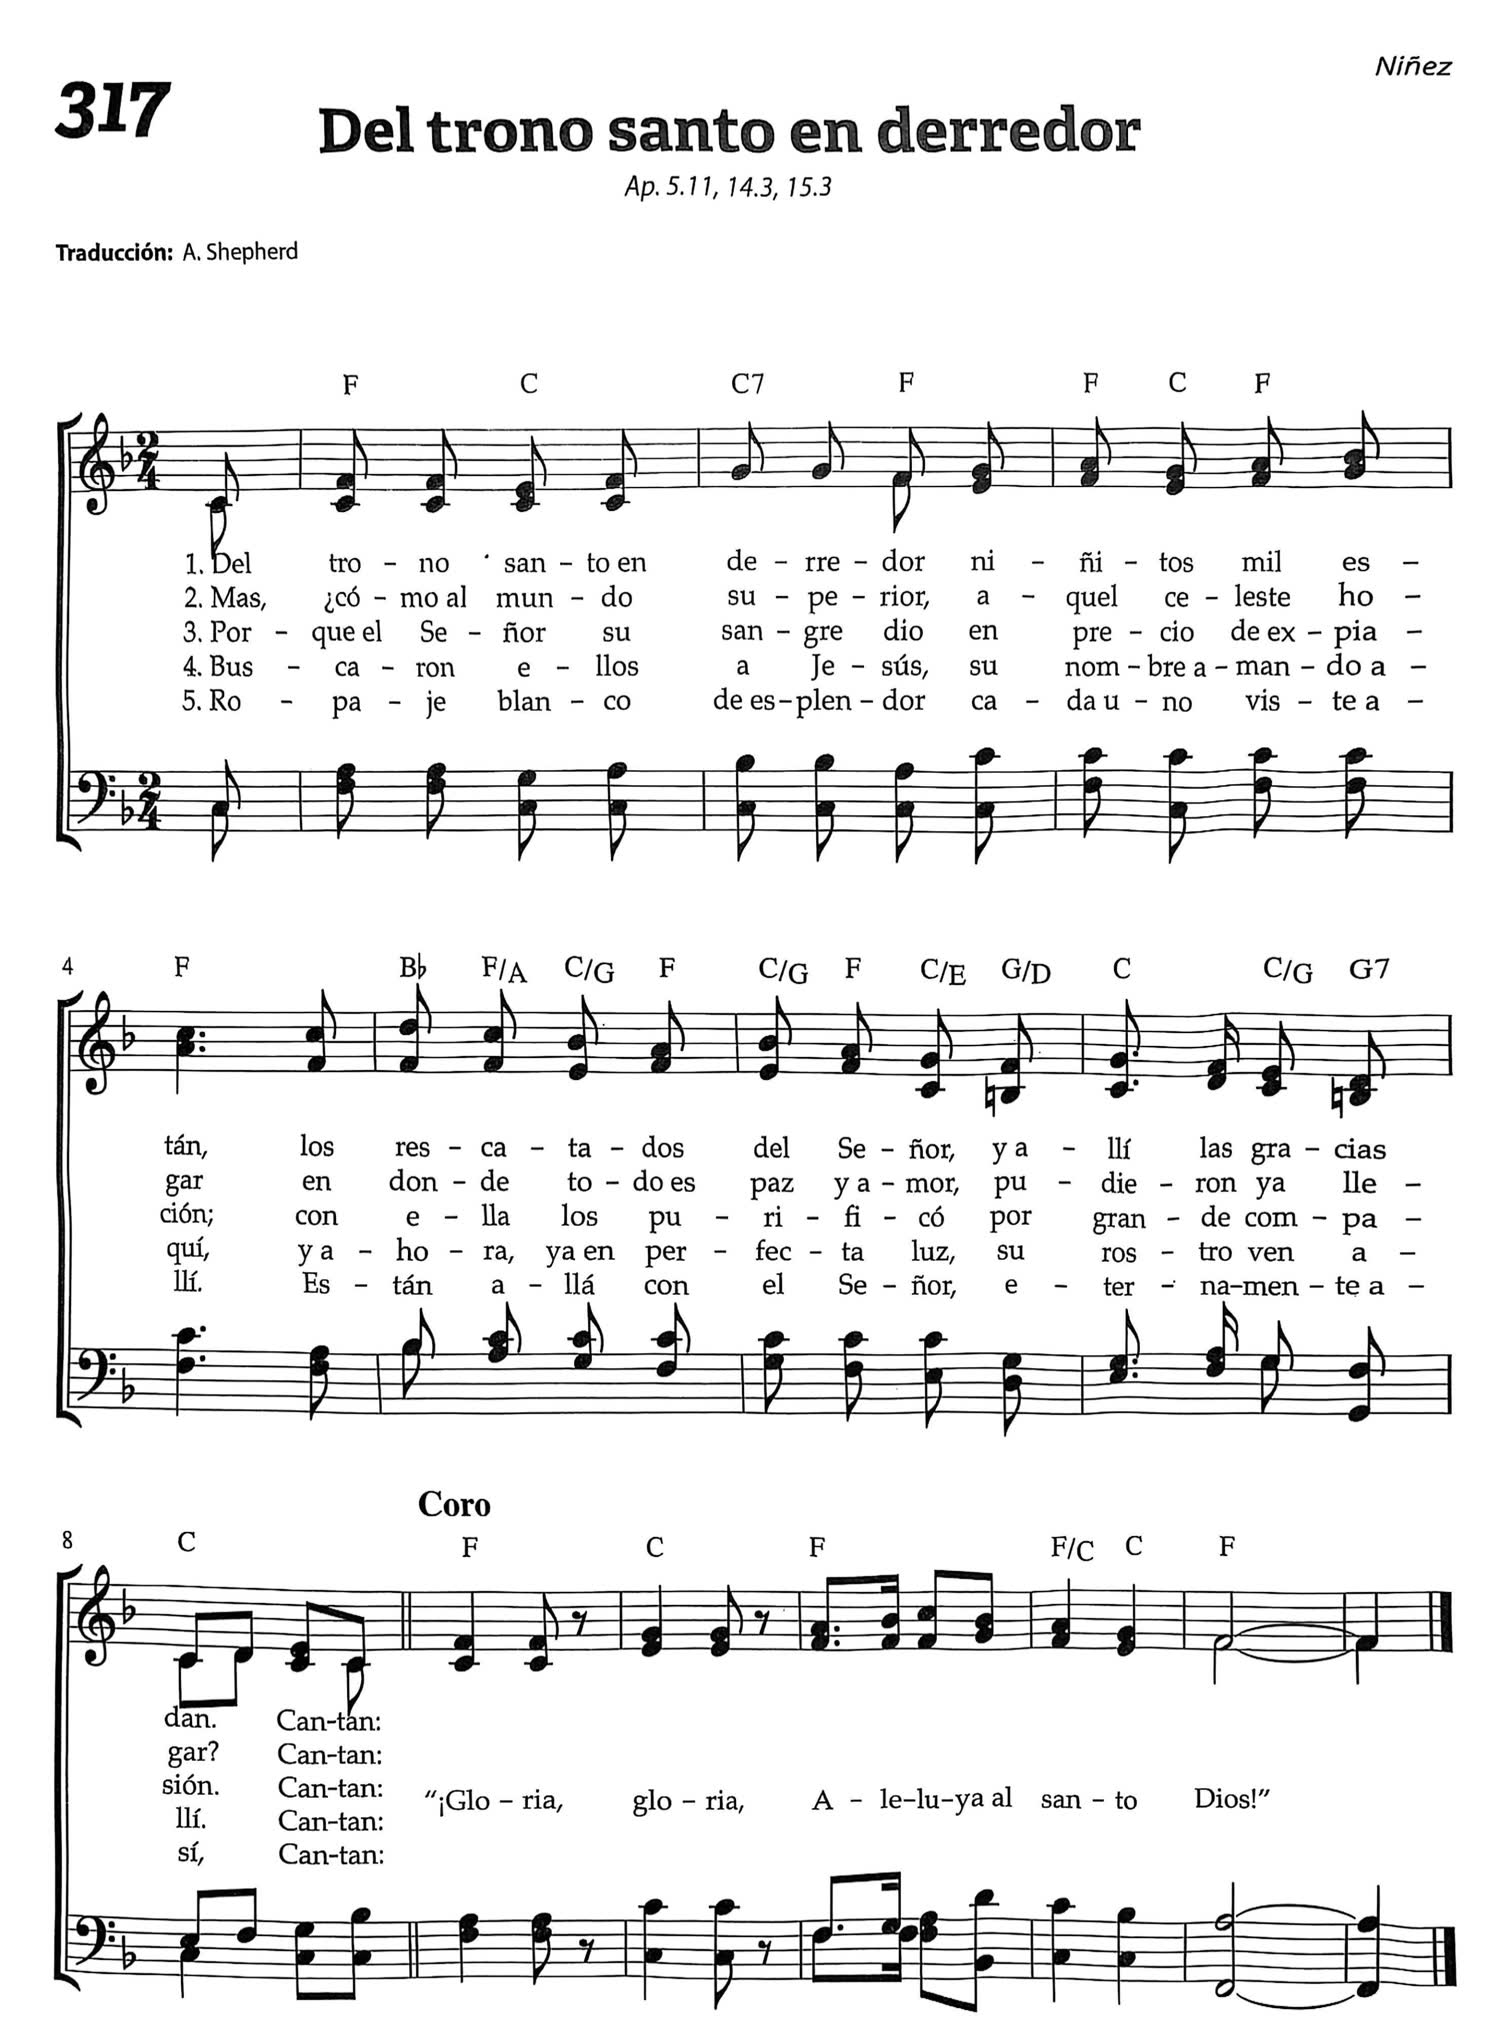 Niñez
317
Del trono santo en derredor
Ap. 5.11, 14.3, 15.3
Traducción: A. Shepherd
F C C7 F F C F
1. Del tro – no san – to en de – rre – dor ni – ñi – tos mil es –
2. Mas, ¿có – mo al mun – do su – pe – rior, a – quel ce – leste ho –
3. Por – que el Se – ñor su san – gre dio en pre – cio de ex – pia –
4. Bus – ca – ron e – llos a Je – sús, su nom – bre a – man – do a –
5. Ro – pa – je blan – co de es – plen – dor ca – da u – no vis – te a –
4 F B♭ F/A C/G F C/G F C/E G/D C C/G G7
tán, los res – ca – ta – dos del Se – ñor, y a – llí las gra – cias
gar en don – de to – do es paz y a – mor, pu – die – ron ya lle –
ción; con e – lla los pu – ri – fi – có por gran – de com – pa –
quí, y a – ho – ra, ya en per – fec – ta luz, su ros – tro ven a –
llí. Es – tán a – llá con el Se – ñor, e – ter – na – men – te a –
Coro
8 C F C F F/C C F
dan. Can-tan:
gar? Can-tan:
sión. Can-tan:
llí. Can-tan:
sí, Can-tan:
“¡Glo – ria, glo – ria, A – le–lu–ya al san – to Dios!”